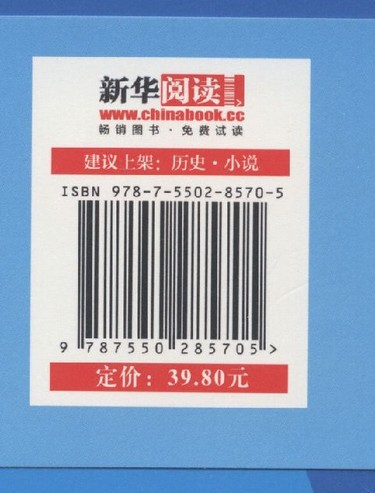 新华阅读
www.chinabook.cc
畅销图书·免费试读
建议上架：历史·小说
ISBN 978-7-5502-8570-5
9 787550 285705 >
定价：39.80元